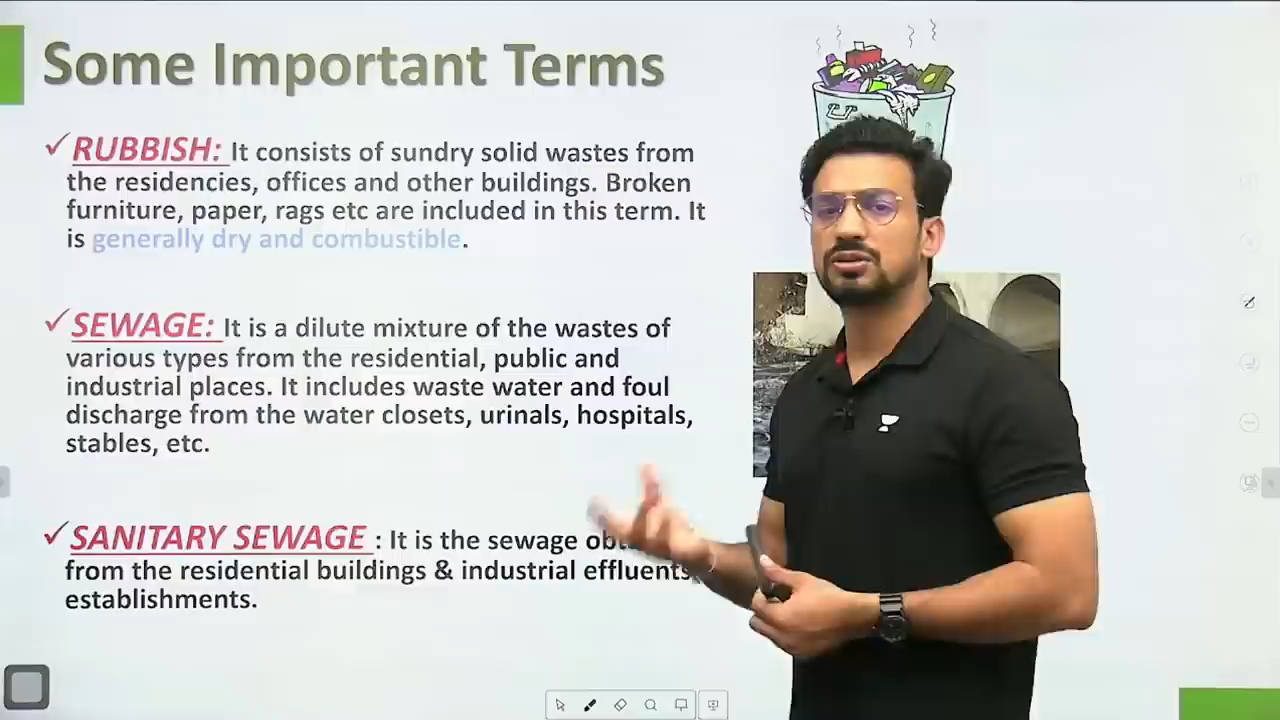 Some Important Terms
RUBBISH: It consists of sundry solid wastes from
the residencies, offices and other buildings. Broken
furniture, paper, rags etc are included in this term. It
is generally dry and combustible.
SEWAGE: It is a dilute mixture of the wastes of
various types from the residential, public and
industrial places. It includes waste water and foul
discharge from the water closets, urinals, hospitals,
stables, etc.
SANITARY SEWAGE : It is the sewage
from the residential buildings & industrial effluents
establishments.